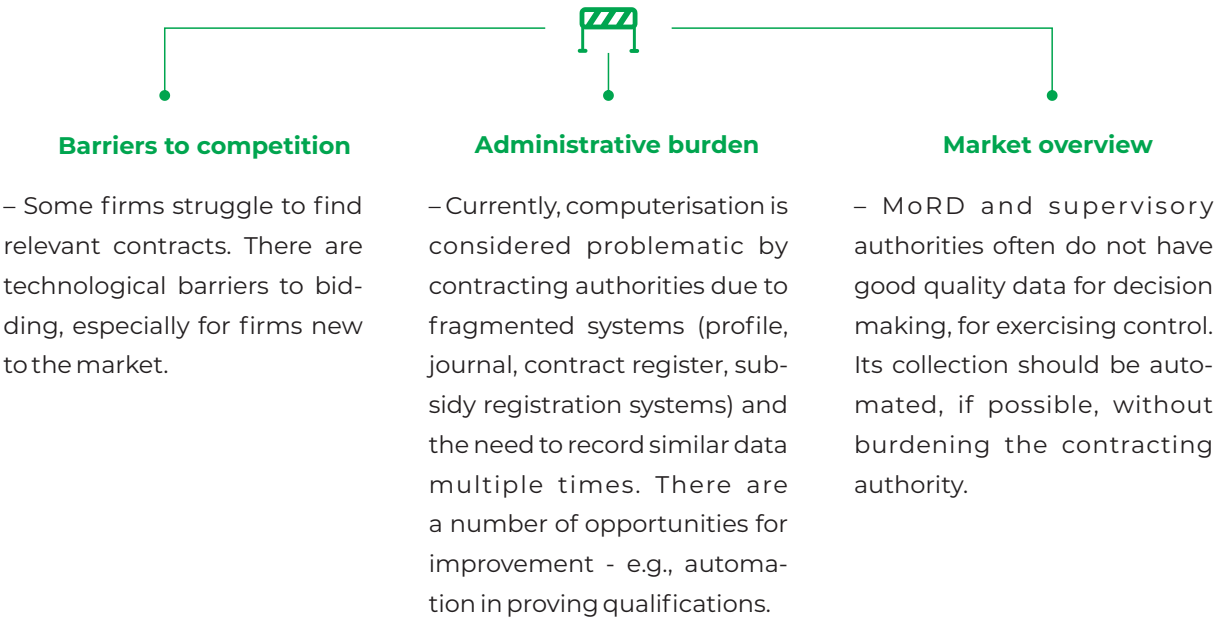 Barriers to competition
– Some firms struggle to find
relevant contracts. There are
technological barriers to bid-
ding, especially for firms new
to the market.
Administrative burden
– Currently, computerisation is
considered problematic by
contracting authorities due to
fragmented systems (profile,
journal, contract register, sub-
sidy registration systems) and
the need to record similar data
multiple times. There are
a number of opportunities for
improvement - e.g., automa-
tion in proving qualifications.
Market overview
– MoRD and supervisory
authorities often do not have
good quality data for decision
making, for exercising control.
Its collection should be auto-
mated, if possible, without
burdening the contracting
authority.